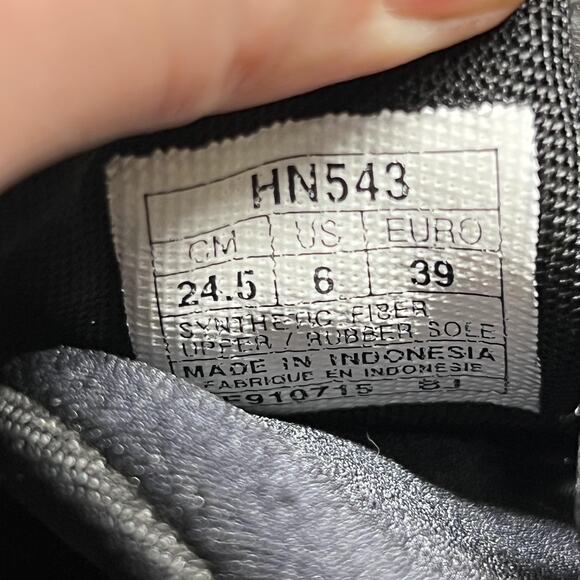 HN543
CM US EURO
24.5 6 39
SYNTHETIC FIBER
UPPER / RUBBER SOLE
MADE IN INDONESIA
FABRIQUE EN INDONESIE